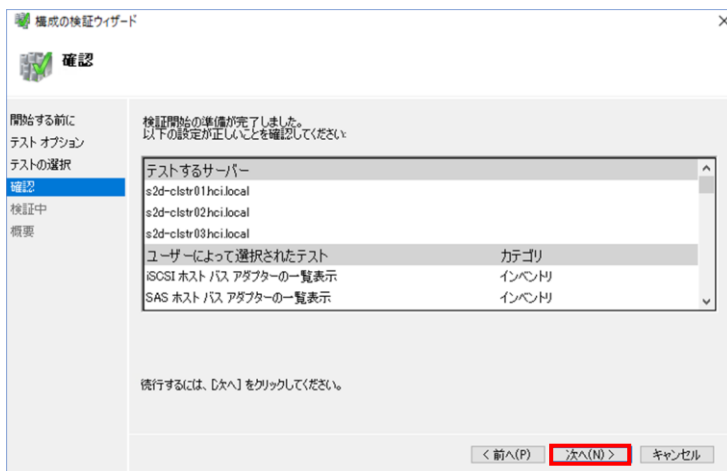 構成の検証ウィザード
確認
開始する前に
テスト オプション
テストの選択
確認
検証中
概要
検証開始の準備が完了しました。
以下の設定が正しいことを確認してください:
テストするサーバー
s2d-clstr01.hci.local
s2d-clstr02.hci.local
s2d-clstr03.hci.local
ユーザーによって選択されたテスト カテゴリ
iSCSI ホスト バス アダプターの一覧表示 インベントリ
SAS ホスト バス アダプターの一覧表示 インベントリ
続行するには、[次へ] をクリックしてください。
< 前へ(P) 次へ(N) > キャンセル